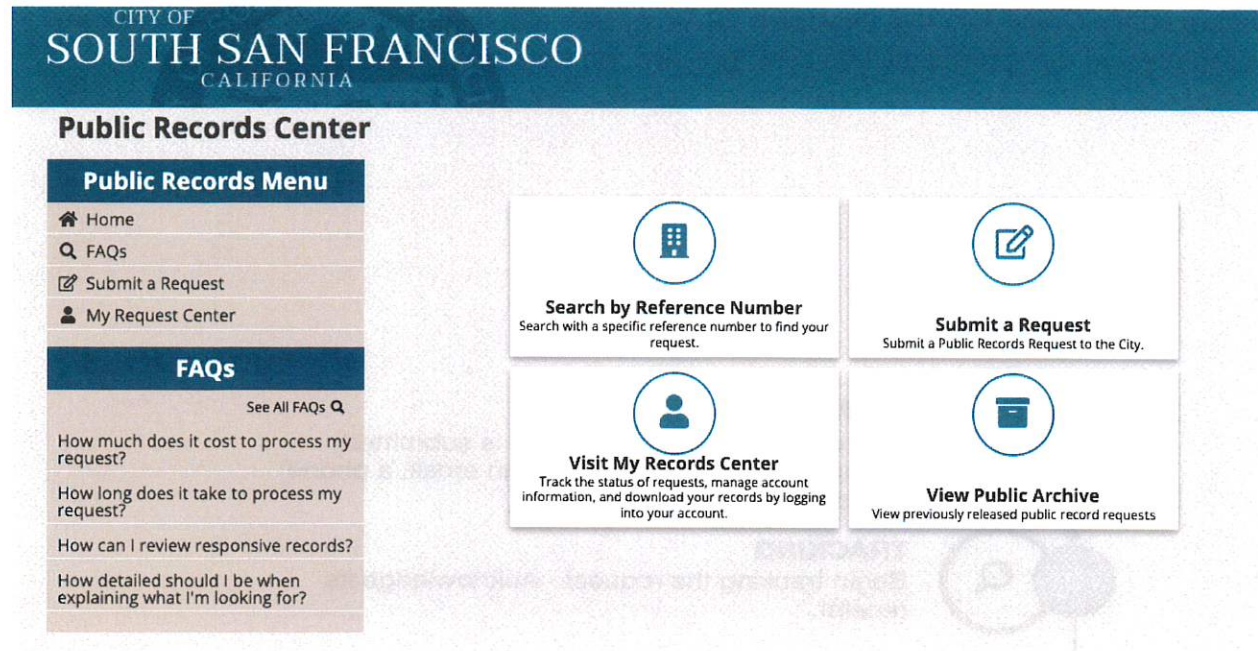 CITY OF
SOUTH SAN FRANCISCO
CALIFORNIA
Public Records Center
Public Records Menu
Home
FAQs
Submit a Request
My Request Center
FAQs
See All FAQs
How much does it cost to process my
request?
How long does it take to process my
request?
How can I review responsive records?
How detailed should I be when
explaining what I'm looking for?
Search by Reference Number
Search with a specific reference number to find your
request.
Submit a Request
Submit a Public Records Request to the City.
Visit My Records Center
Track the status of requests, manage account
information, and download your records by logging
into your account.
View Public Archive
View previously released public record requests